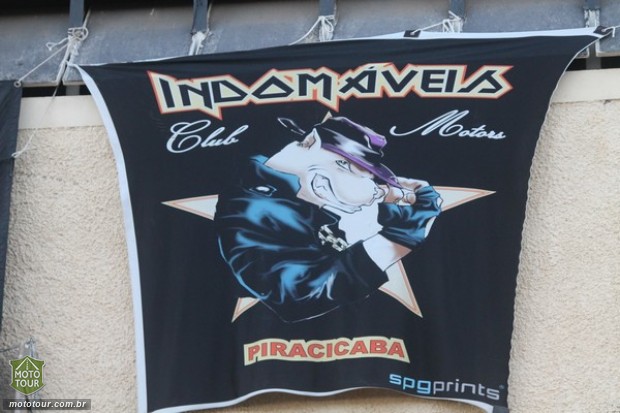 INDOMÁVEIS
Club Motors
PIRACICABA
spgprints®
MOTO
TOUR
mototour.com.br